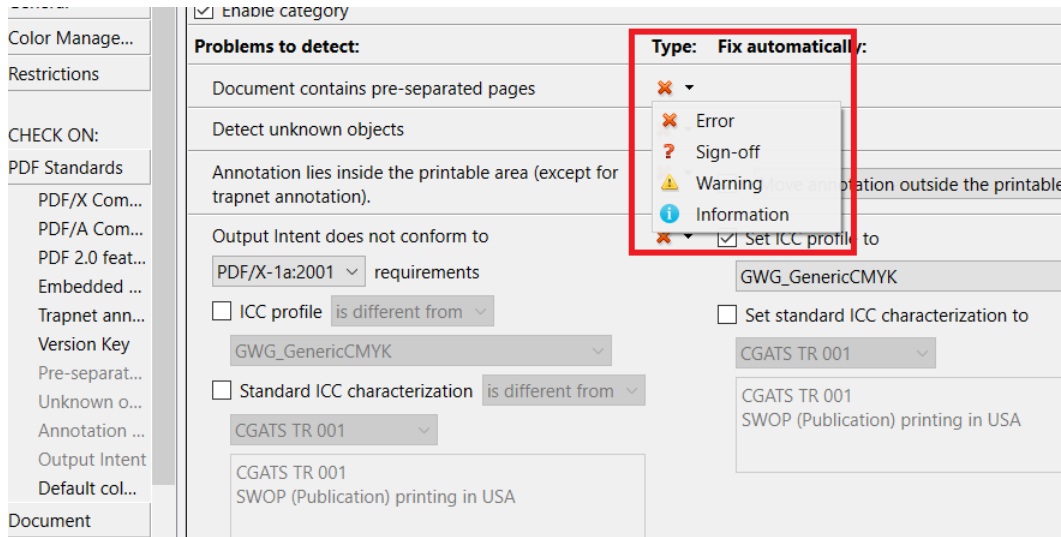 General
Color Manage...
Restrictions
CHECK ON:
PDF Standards
PDF/X Com...
PDF/A Com...
PDF 2.0 feat...
Embedded ...
Trapnet ann...
Version Key
Pre-separat...
Unknown o...
Annotation ...
Output Intent
Default col...
Document
Enable category
Problems to detect: Type: Fix automatically:
Document contains pre-separated pages
Detect unknown objects
Annotation lies inside the printable area (except for
trapnet annotation).
Error
Sign-off
Warning
Information
Move annotation outside the printable
Output Intent does not conform to
PDF/X-1a:2001 requirements
ICC profile is different from
GWG_GenericCMYK
Standard ICC characterization is different from
CGATS TR 001
CGATS TR 001
SWOP (Publication) printing in USA
Set ICC profile to
GWG_GenericCMYK
Set standard ICC characterization to
CGATS TR 001
CGATS TR 001
SWOP (Publication) printing in USA